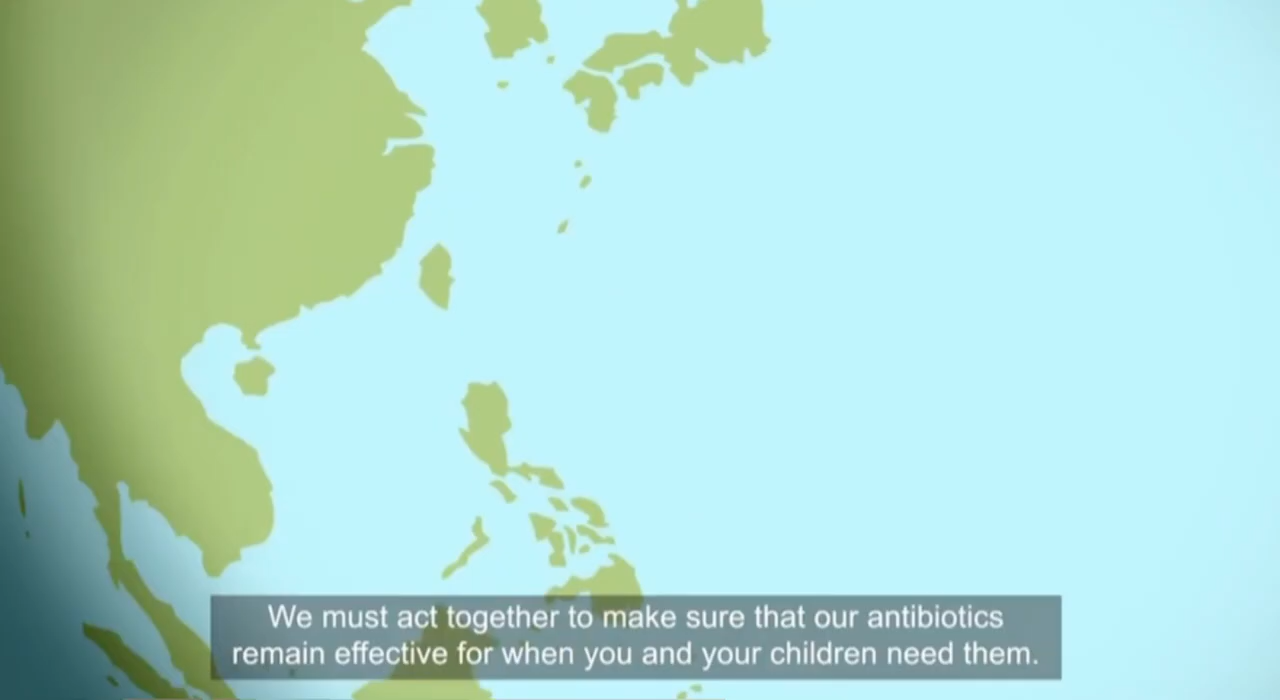 We must act together to make sure that our antibiotics
remain effective for when you and your children need them.